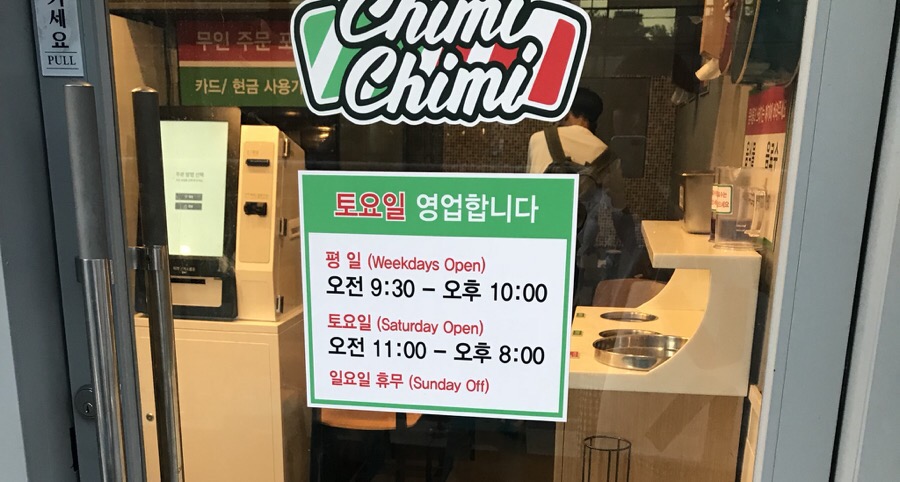 세요
PULL
Chimi
Chimi
무인 주문
카드/ 현금 사용
토요일 영업합니다
평 일 (Weekdays Open)
오전 9:30 – 오후 10:00
토요일 (Saturday Open)
오전 11:00 – 오후 8:00
일요일 휴무 (Sunday Off)